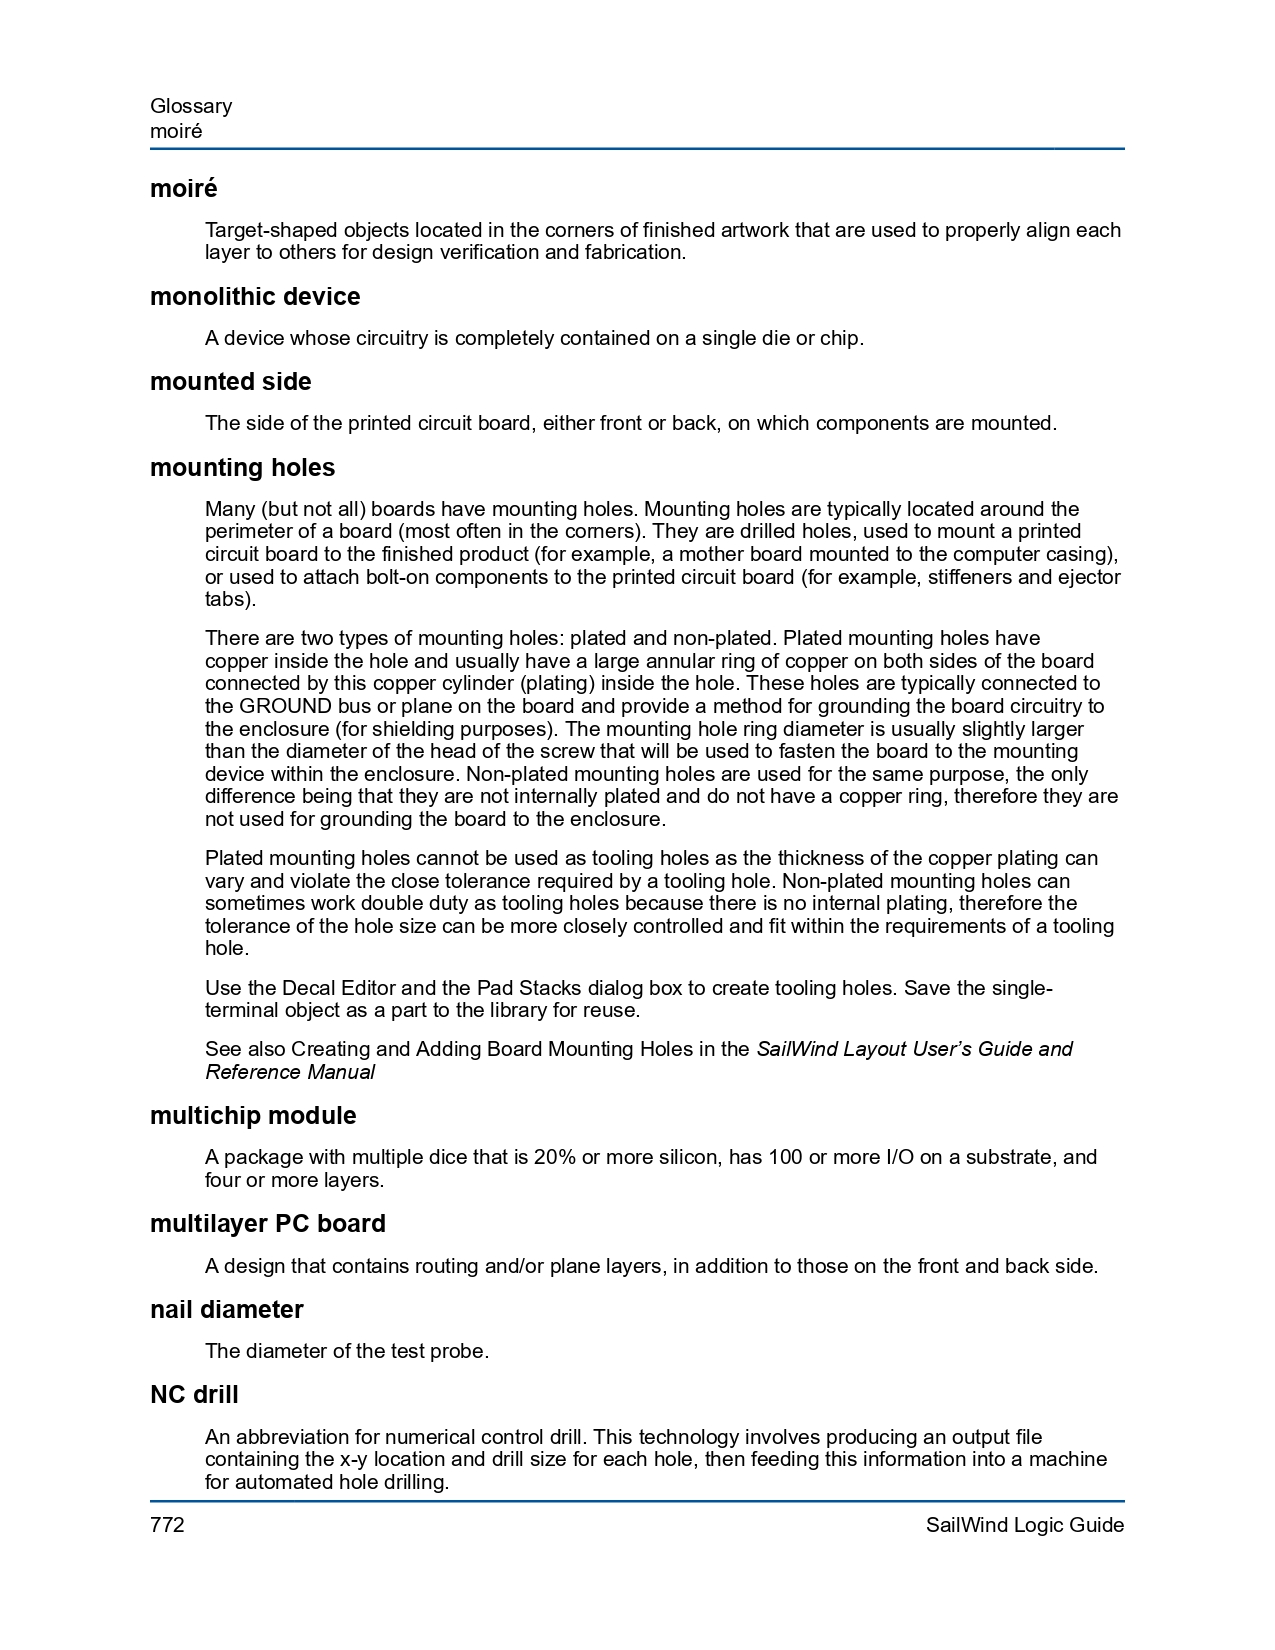 Glossary
moiré
moiré
Target-shaped objects located in the corners of finished artwork that are used to properly align each
layer to others for design verification and fabrication.
monolithic device
A device whose circuitry is completely contained on a single die or chip.
mounted side
The side of the printed circuit board, either front or back, on which components are mounted.
mounting holes
Many (but not all) boards have mounting holes. Mounting holes are typically located around the
perimeter of a board (most often in the corners). They are drilled holes, used to mount a printed
circuit board to the finished product (for example, a mother board mounted to the computer casing),
or used to attach bolt-on components to the printed circuit board (for example, stiffeners and ejector
tabs).
There are two types of mounting holes: plated and non-plated. Plated mounting holes have
copper inside the hole and usually have a large annular ring of copper on both sides of the board
connected by this copper cylinder (plating) inside the hole. These holes are typically connected to
the GROUND bus or plane on the board and provide a method for grounding the board circuitry to
the enclosure (for shielding purposes). The mounting hole ring diameter is usually slightly larger
than the diameter of the head of the screw that will be used to fasten the board to the mounting
device within the enclosure. Non-plated mounting holes are used for the same purpose, the only
difference being that they are not internally plated and do not have a copper ring, therefore they are
not used for grounding the board to the enclosure.
Plated mounting holes cannot be used as tooling holes as the thickness of the copper plating can
vary and violate the close tolerance required by a tooling hole. Non-plated mounting holes can
sometimes work double duty as tooling holes because there is no internal plating, therefore the
tolerance of the hole size can be more closely controlled and fit within the requirements of a tooling
hole.
Use the Decal Editor and the Pad Stacks dialog box to create tooling holes. Save the single-
terminal object as a part to the library for reuse.
See also Creating and Adding Board Mounting Holes in the SailWind Layout User’s Guide and
Reference Manual
multichip module
A package with multiple dice that is 20% or more silicon, has 100 or more I/O on a substrate, and
four or more layers.
multilayer PC board
A design that contains routing and/or plane layers, in addition to those on the front and back side.
nail diameter
The diameter of the test probe.
NC drill
An abbreviation for numerical control drill. This technology involves producing an output file
containing the x-y location and drill size for each hole, then feeding this information into a machine
for automated hole drilling.
772
SailWind Logic Guide